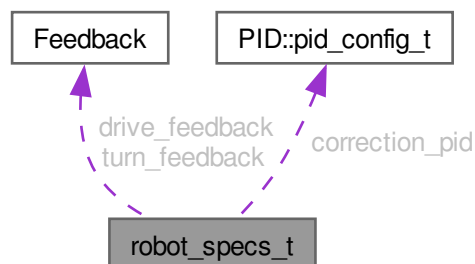 Feedback
PID::pid_config_t
drive_feedback
turn_feedback
correction_pid
robot_specs_t